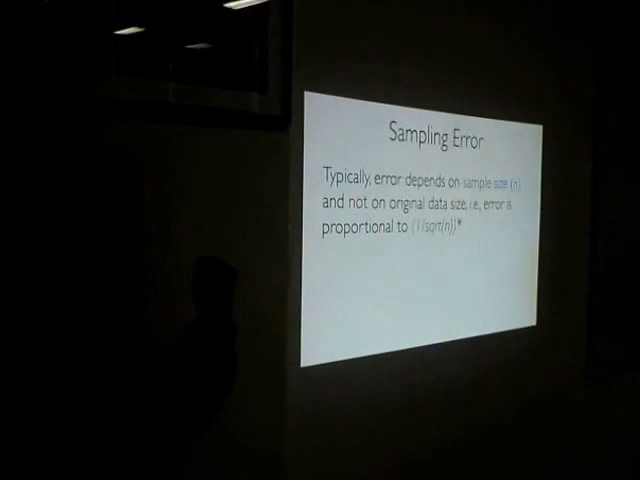 Sampling Error
Typically, error depends on sample size (n)
and not on original data size, i.e., error is
proportional to (1/sqrt(n))*